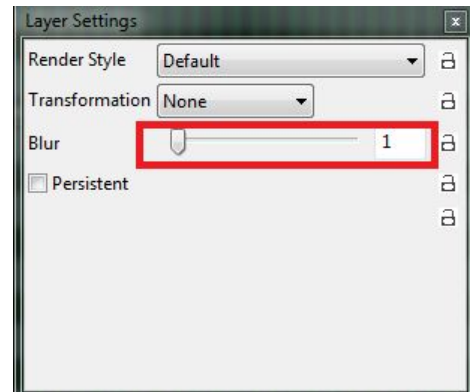 Layer Settings
Render Style Default
Transformation None
Blur 1
Persistent